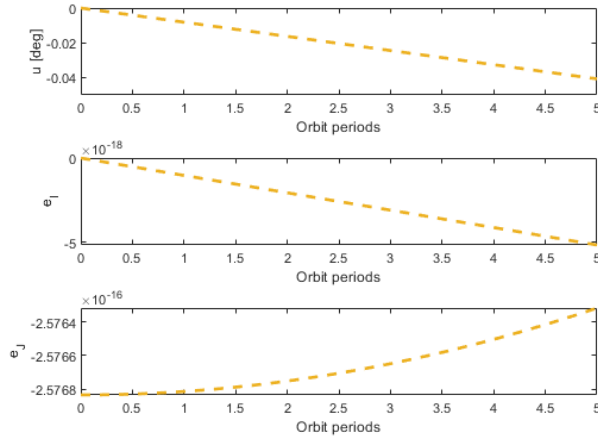 0
-0.02
-0.04
u [deg]
0 0.5 1 1.5 2 2.5 3 3.5 4 4.5 5
Orbit periods
×10-18
0
-5
eI
0 0.5 1 1.5 2 2.5 3 3.5 4 4.5 5
Orbit periods
×10-16
-2.5764
-2.5766
-2.5768
eJ
0 0.5 1 1.5 2 2.5 3 3.5 4 4.5 5
Orbit periods